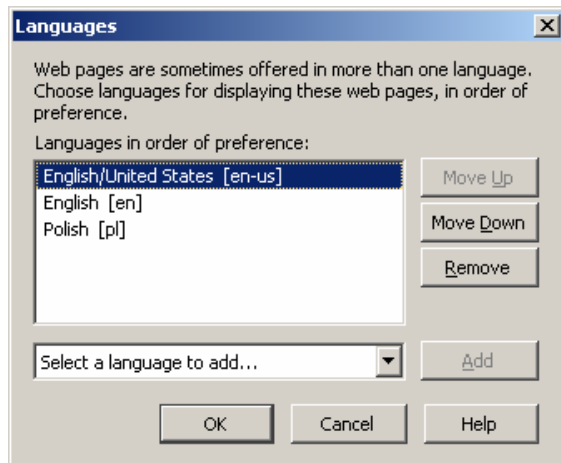 Languages
Web pages are sometimes offered in more than one language.
Choose languages for displaying these web pages, in order of
preference.
Languages in order of preference:
English/United States [en-us]
English [en]
Polish [pl]
Move Up
Move Down
Remove
Select a language to add...
Add
OK
Cancel
Help